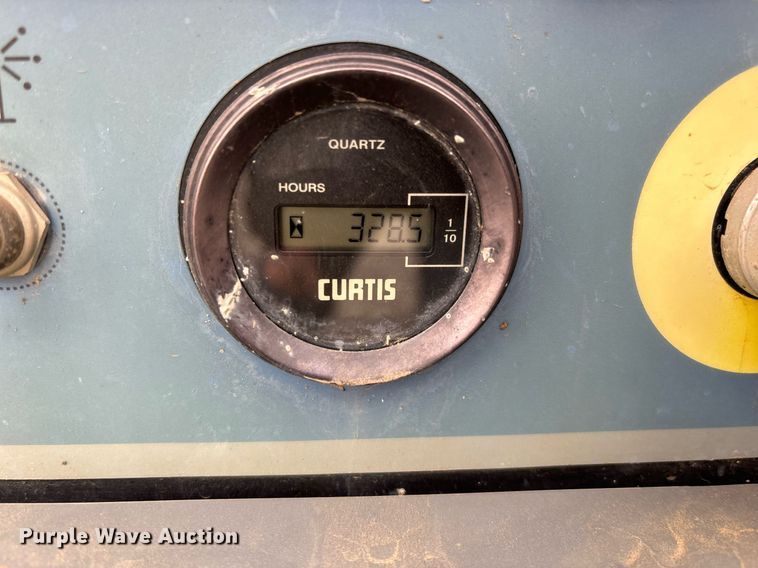 QUARTZ
HOURS
328.5
1
10
CURTIS
Purple Wave Auction